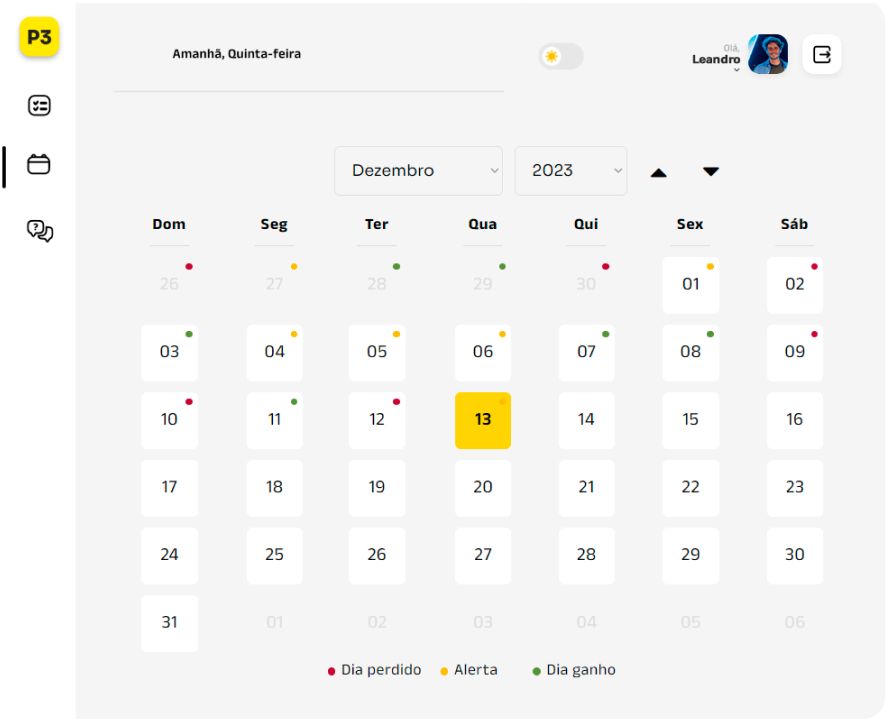 P3
Amanhã, Quinta-feira
Olá,
Leandro
Dezembro 2023
Dom Seg Ter Qua Qui Sex Sáb
26 27 28 29 30 01 02
03 04 05 06 07 08 09
10 11 12 13 14 15 16
17 18 19 20 21 22 23
24 25 26 27 28 29 30
31 01 02 03 04 05 06
Dia perdido Alerta Dia ganho